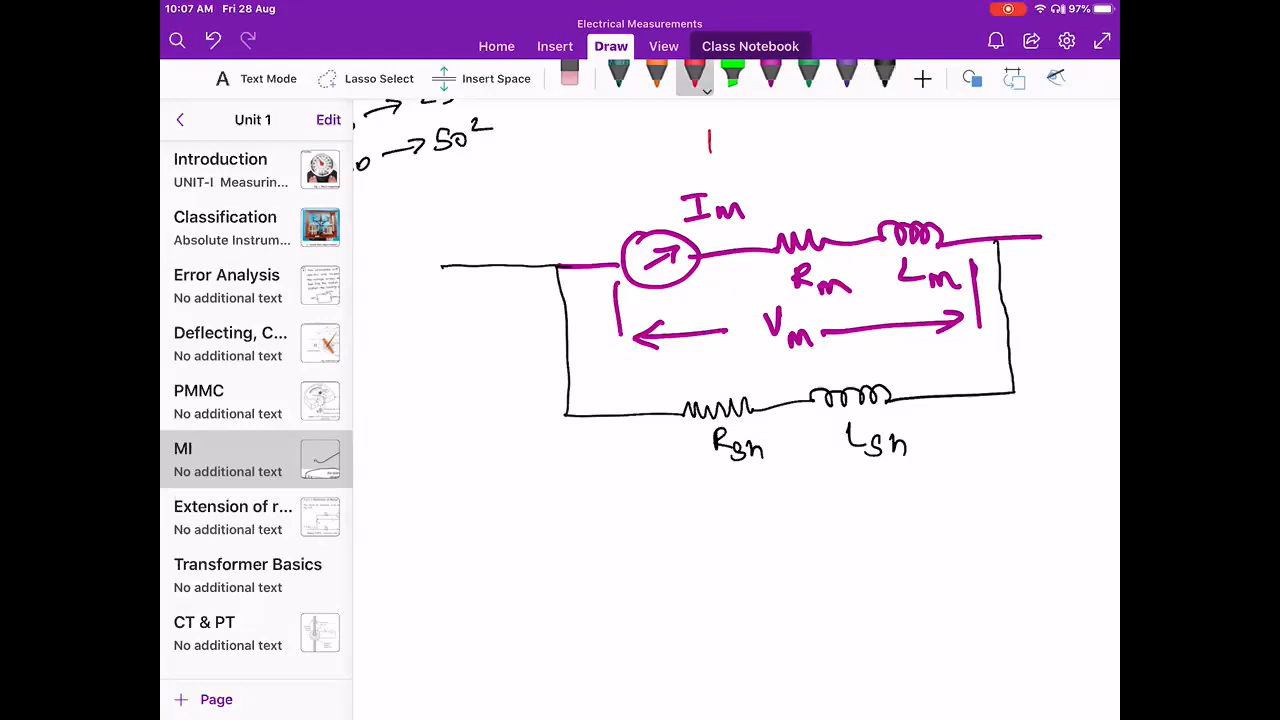 10:07 AM Fri 28 Aug
97%
Electrical Measurements
Home Insert Draw View Class Notebook
A Text Mode Lasso Select Insert Space
Unit 1 Edit
Introduction
UNIT-I Measurin...
Classification
Absolute Instrum...
Error Analysis
No additional text
Deflecting, C...
No additional text
PMMC
No additional text
MI
No additional text
Extension of r...
No additional text
Transformer Basics
No additional text
CT & PT
No additional text
+ Page
→ 50²
Im
Rm Lm
Vm
Rsh Lsh